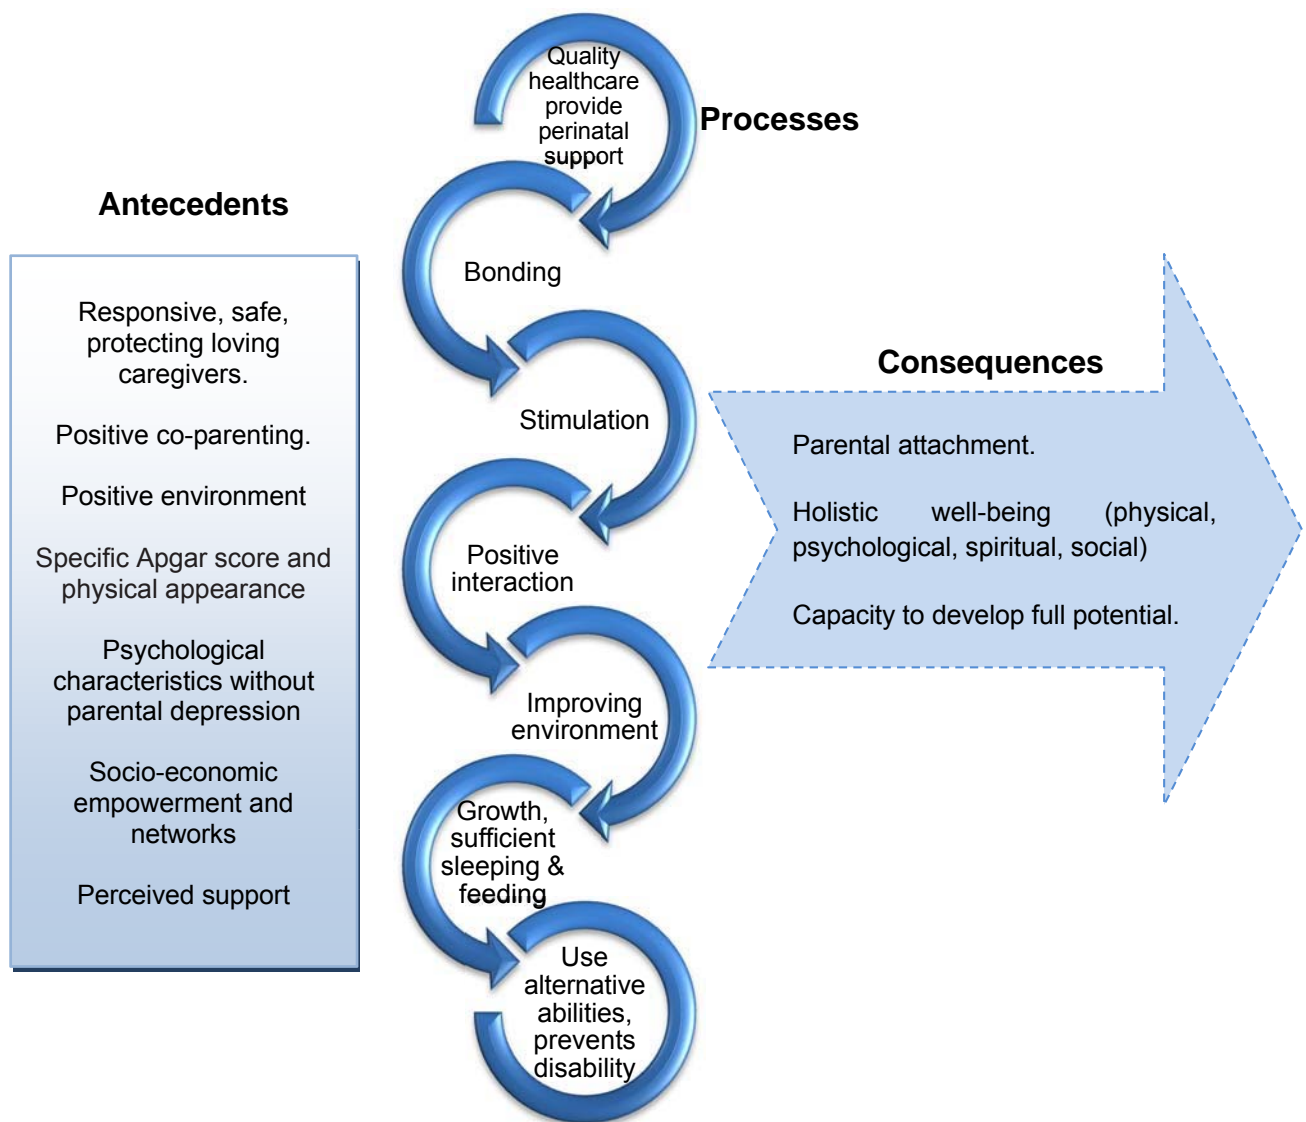 Antecedents
Responsive, safe,
protecting loving
caregivers.
Positive co-parenting.
Positive environment
Specific Apgar score and
physical appearance
Psychological
characteristics without
parental depression
Socio-economic
empowerment and
networks
Perceived support
Processes
Quality
healthcare
provide
perinatal
support
Bonding
Stimulation
Positive
interaction
Improving
environment
Growth,
sufficient
sleeping &
feeding
Use
alternative
abilities,
prevents
disability
Consequences
Parental attachment.
Holistic well-being (physical,
psychological, spiritual, social)
Capacity to develop full potential.